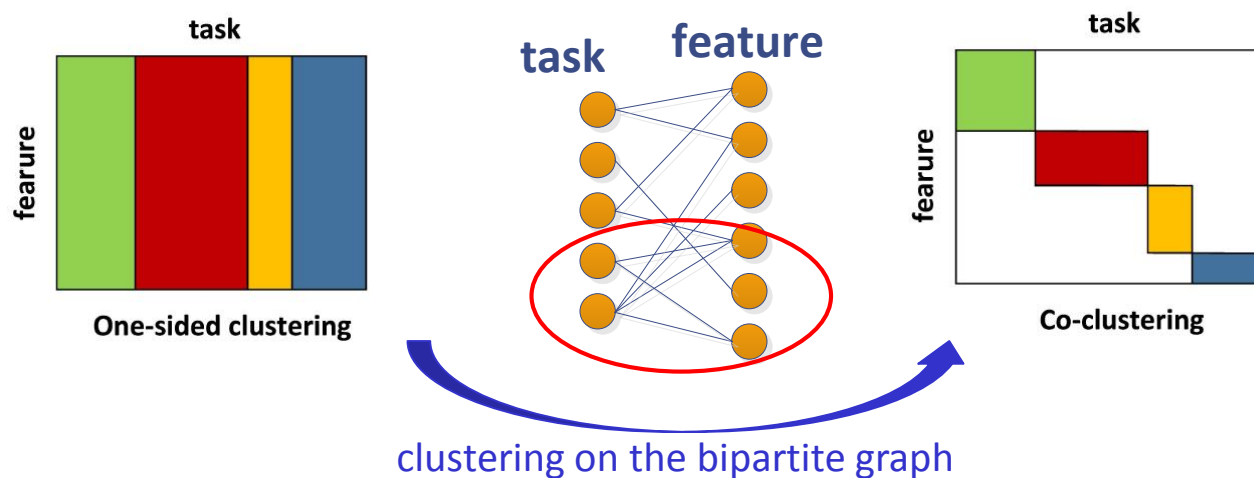 task
fearure
One-sided clustering
task
feature
task
fearure
Co-clustering
clustering on the bipartite graph